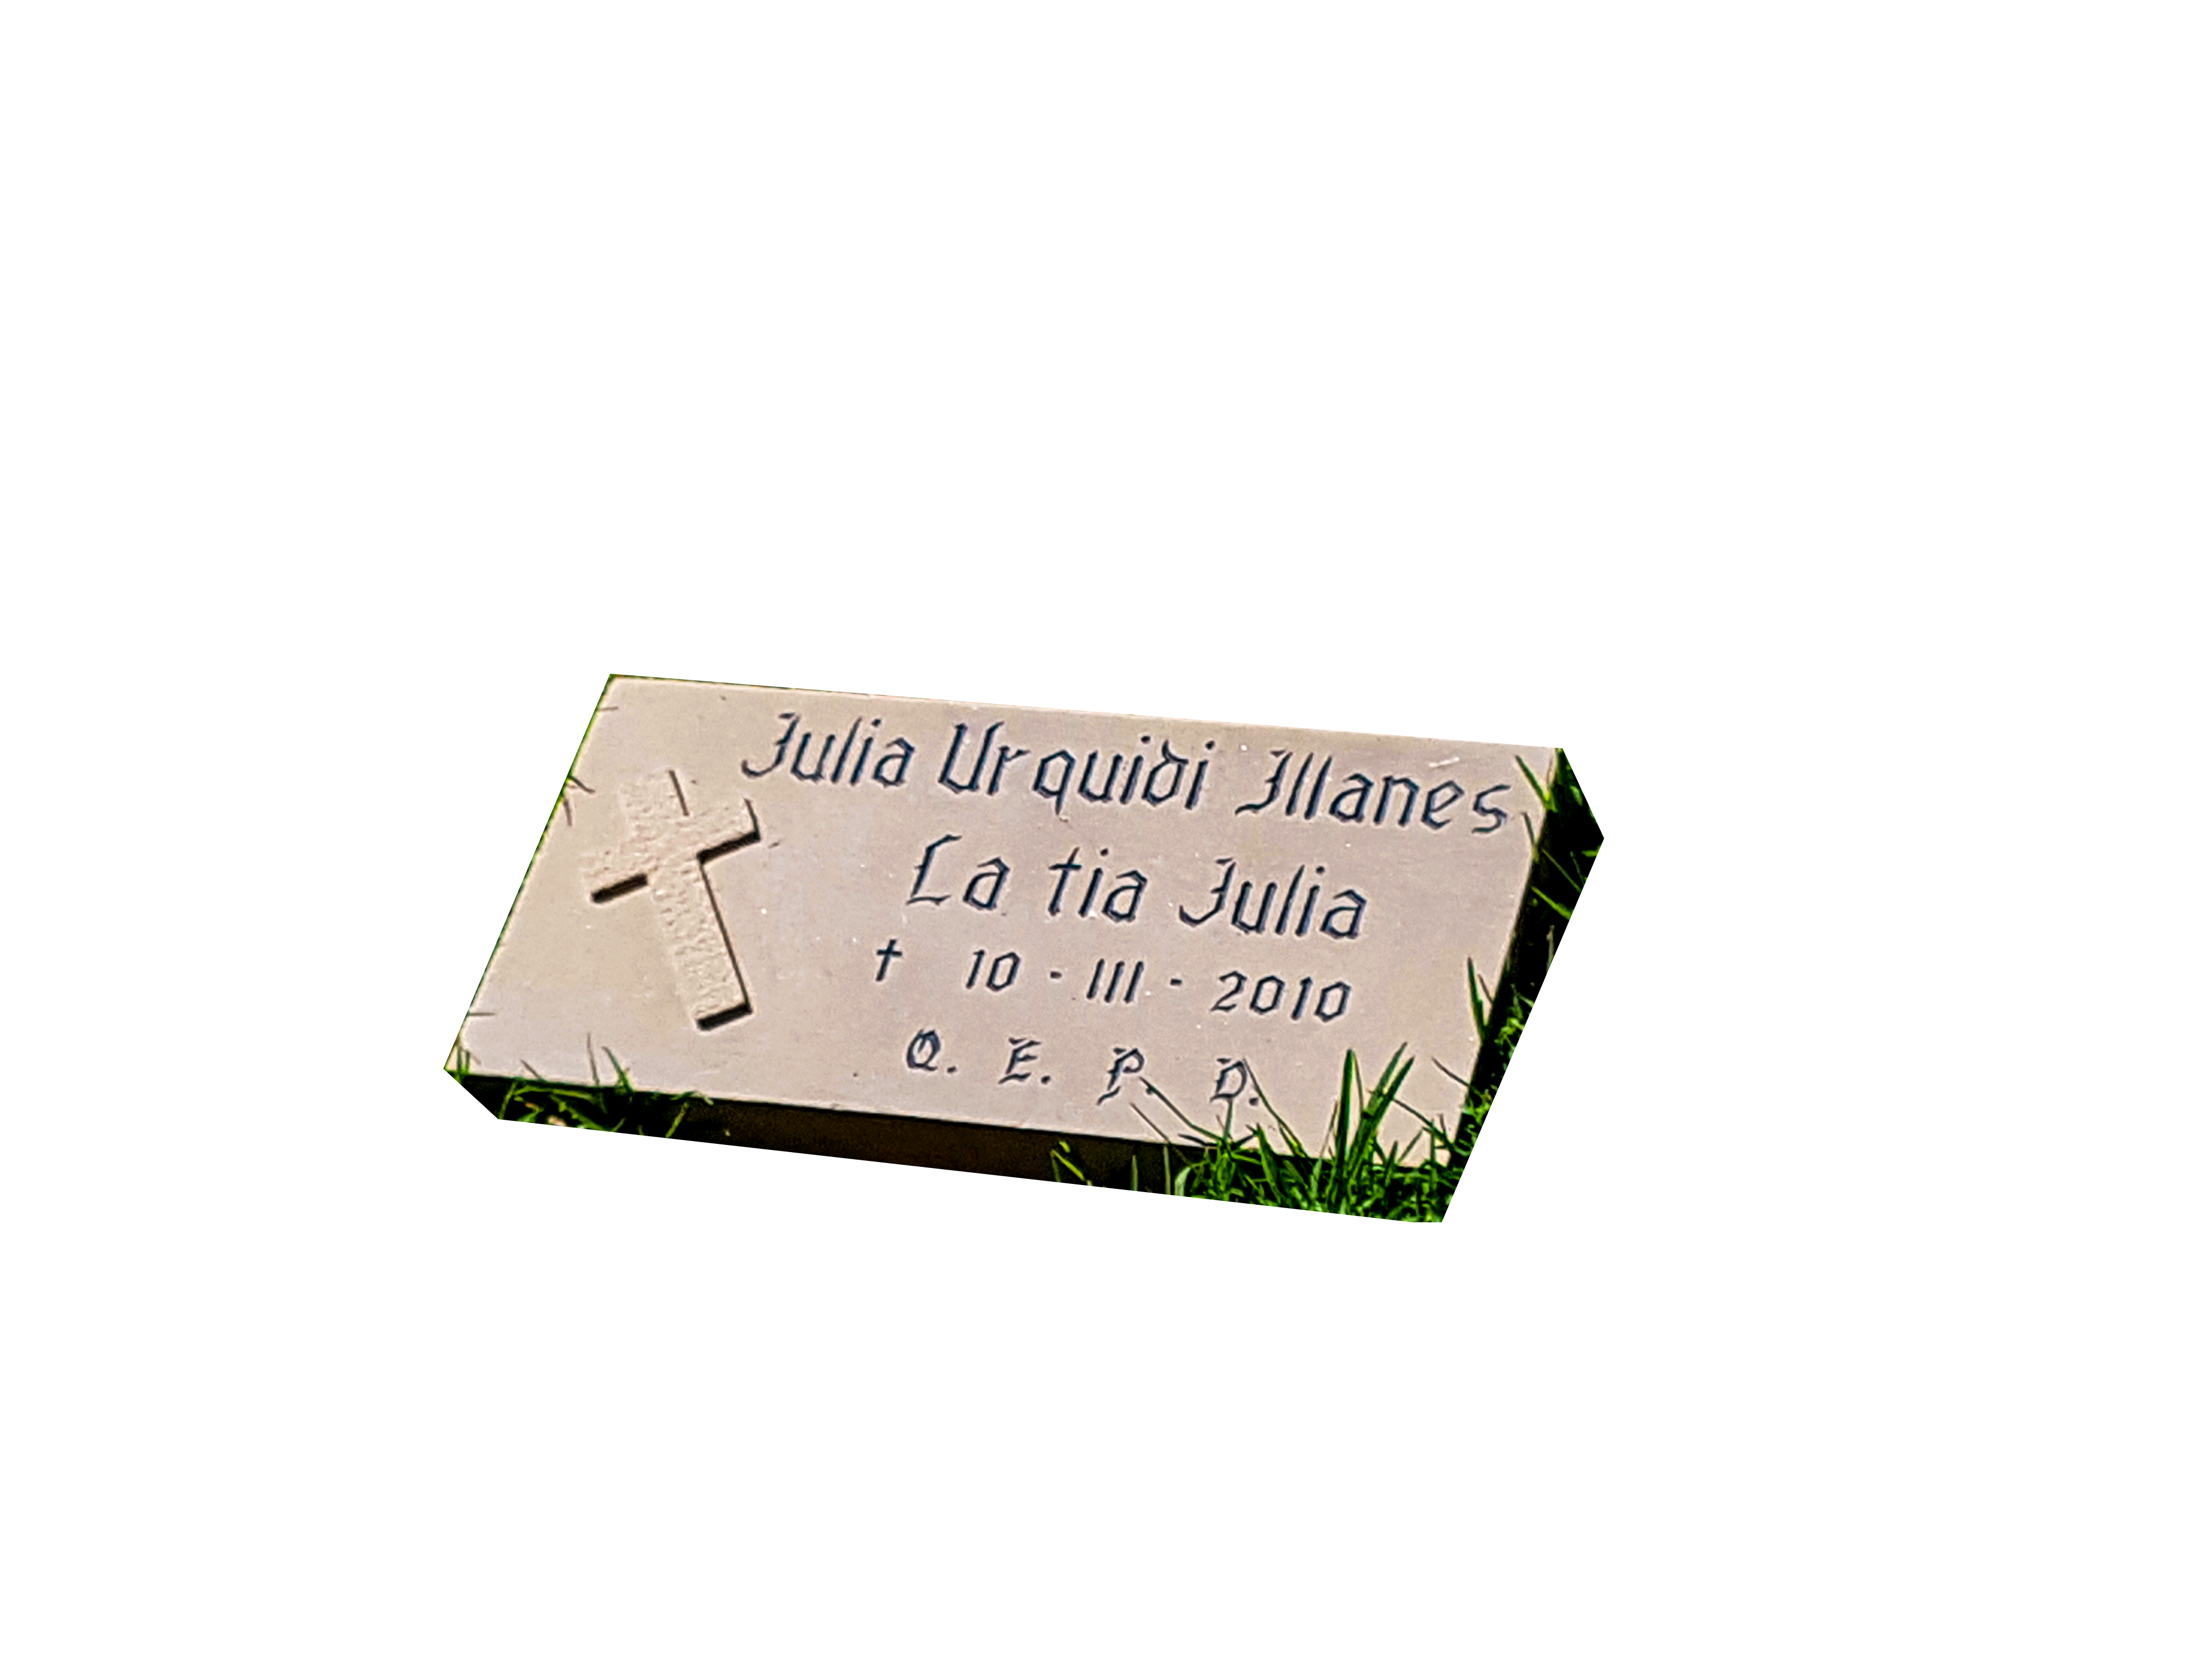 Julia Urquidi Illanes
La tia Julia
† 10 - III - 2010
Q. E. P. D.